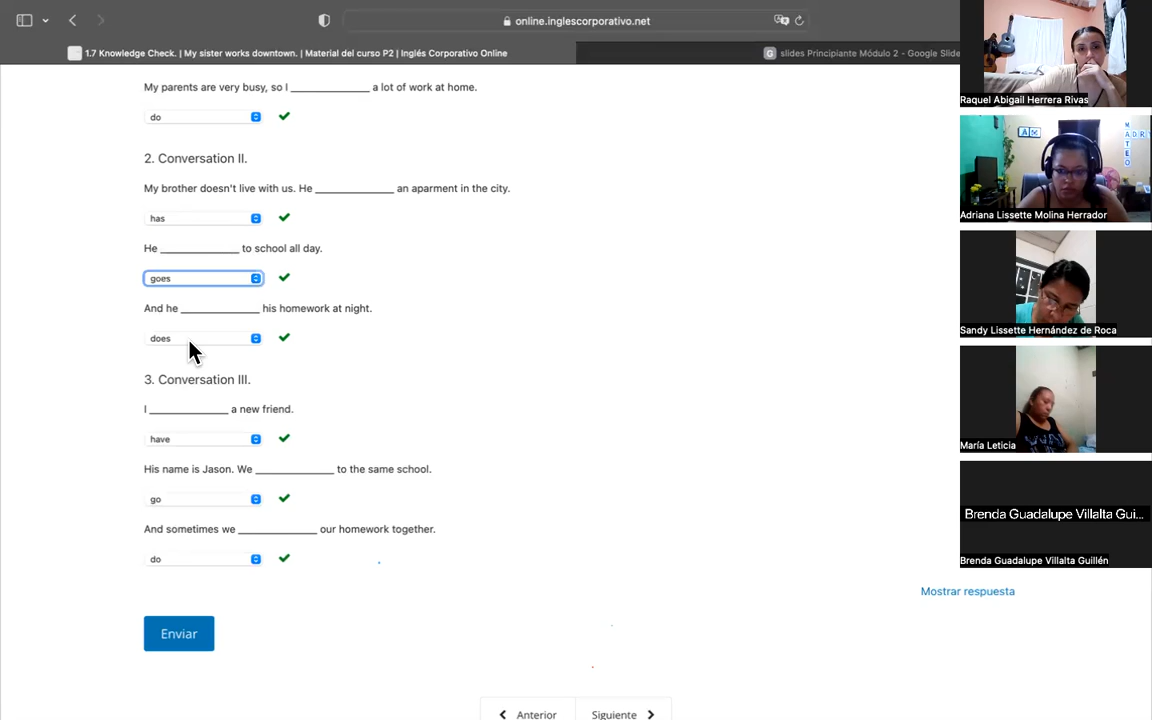 online.inglescorporativo.net
1.7 Knowledge Check. | My sister works downtown. | Material del curso P2 | Inglés Corporativo Online
slides Principiante Módulo 2 - Google Slide
My parents are very busy, so I ______________ a lot of work at home.
do
2. Conversation II.
My brother doesn't live with us. He ______________ an aparment in the city.
has
He ______________ to school all day.
goes
And he ______________ his homework at night.
does
3. Conversation III.
I ______________ a new friend.
have
His name is Jason. We ______________ to the same school.
go
And sometimes we ______________ our homework together.
do
Mostrar respuesta
Enviar
Anterior
Siguiente
Raquel Abigail Herrera Rivas
MATEO
Adriana Lissette Molina Herrador
Sandy Lissette Hernández de Roca
María Leticia
Brenda Guadalupe Villalta Gui...
Brenda Guadalupe Villalta Guillén